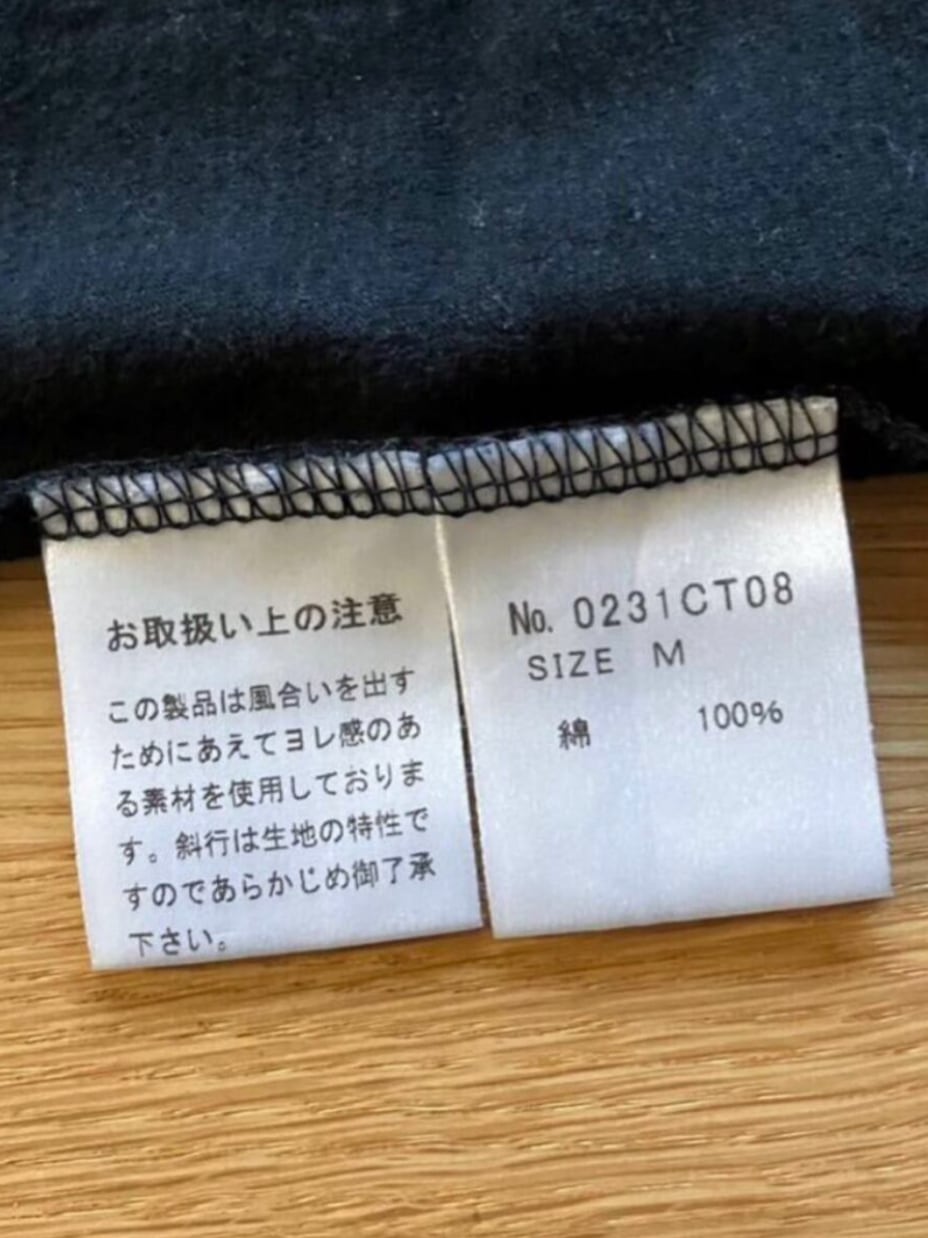 お取扱い上の注意
この製品は風合いを出す
ためにあえてヨレ感のあ
る素材を使用しておりま
す。斜行は生地の特性で
すのであらかじめ御了承
下さい。
No. 0231CT08
SIZE M
綿 100%